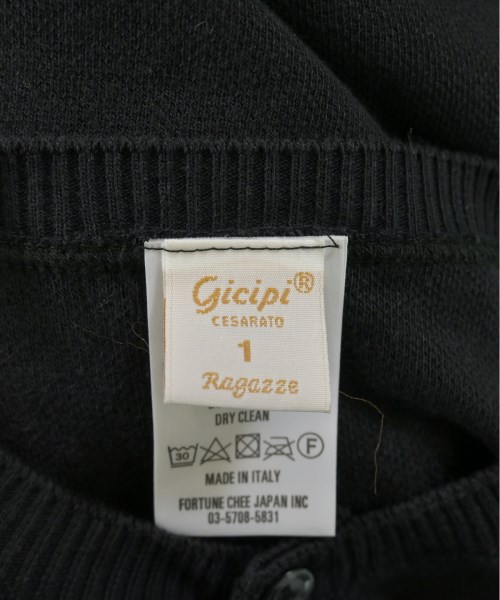 Gicipi®
CESARATO
1
Ragazze
DRY CLEAN
30 F
MADE IN ITALY
FORTUNE CHEE JAPAN INC
03-5708-5831